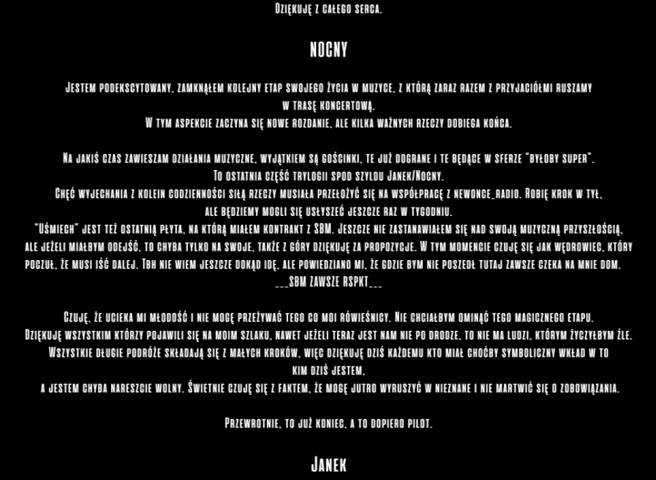 Dziękuję z całego serca.
NOCNY
Jestem podekscytowany, zamknąłem kolejny etap swojego życia w muzyce, z którą zaraz razem z przyjaciółmi ruszamy
w trasę koncertową.
W tym aspekcie zaczyna się nowe rozdanie, ale kilka ważnych rzeczy dobiega końca.
Na jakiś czas zawieszam działania muzyczne, wyjątkiem są gościnki, te już dograne i te będące w sferze "byłoby super".
To ostatnia część trylogii spod szyldu Janek/Nocny.
Chęć wyjechania z kolein codzienności siłą rzeczy musiała przełożyć się na współpracę z newonce_radio. Robię krok w tył,
ale będziemy mogli się usłyszeć jeszcze raz w tygodniu.
"Uśmiech" jest też ostatnią płytą, na którą miałem kontrakt z SBM. Jeszcze nie zastanawiałem się nad swoją muzyczną przyszłością,
ale jeżeli miałbym odejść, to chyba tylko na swoje, także z góry dziękuję za propozycje. W tym momencie czuję się jak wędrowiec, który
poczuł, że musi iść dalej. Tbh nie wiem jeszcze dokąd idę, ale powiedziano mi, że gdzie bym nie poszedł tutaj zawsze czeka na mnie dom.
___SBM ZAWSZE RSPKT___
Czuję, że ucieka mi młodość i nie mogę przeżywać tego co moi rówieśnicy. Nie chciałbym ominąć tego magicznego etapu.
Dziękuję wszystkim którzy pojawili się na moim szlaku, nawet jeżeli teraz jest nam nie po drodze, to nie ma ludzi, którym życzyłbym źle.
Wszystkie długie podróże składają się z małych kroków, więc dziękuję dziś każdemu kto miał choćby symboliczny wkład w to
kim dziś jestem,
a jestem chyba nareszcie wolny. Świetnie czuję się z faktem, że mogę jutro wyruszyć w nieznane i nie martwić się o zobowiązania.
Przewrotnie, to już koniec, a to dopiero pilot.
Janek